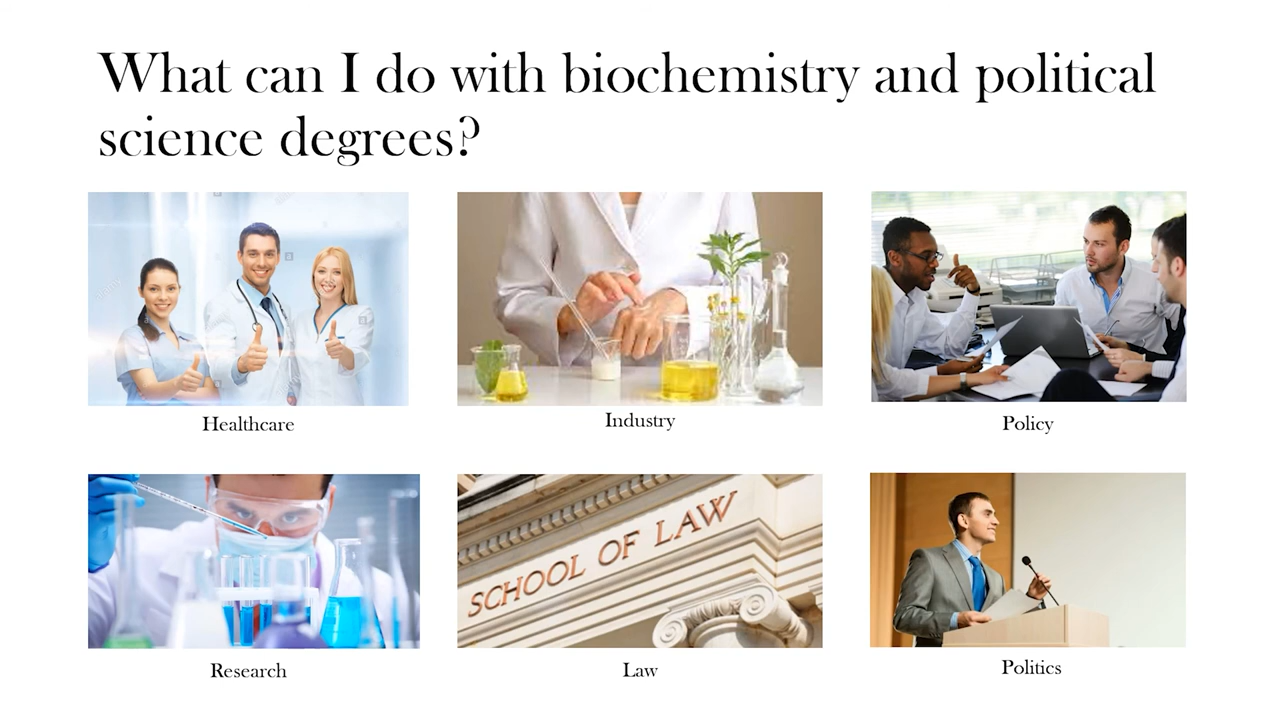 What can I do with biochemistry and political
science degrees?
Healthcare
Industry
Policy
SCHOOL OF LAW
Research
Law
Politics